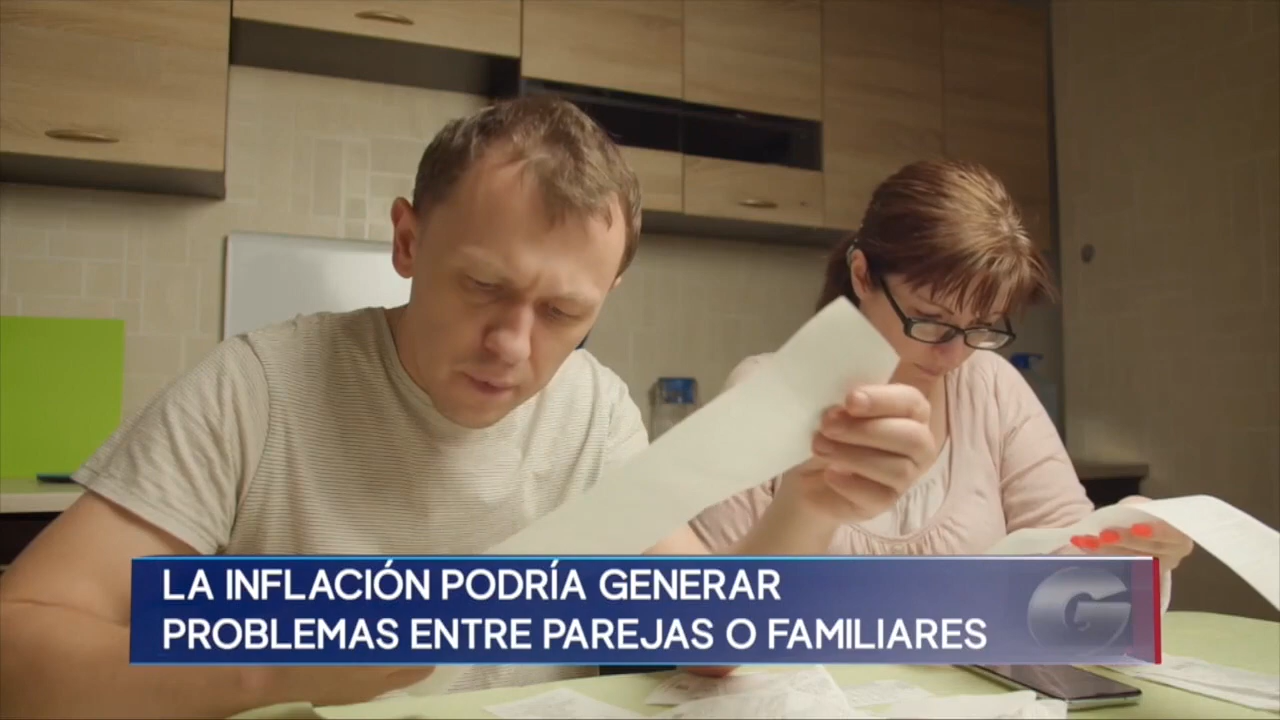 LA INFLACIÓN PODRÍA GENERAR
PROBLEMAS ENTRE PAREJAS O FAMILIARES
G